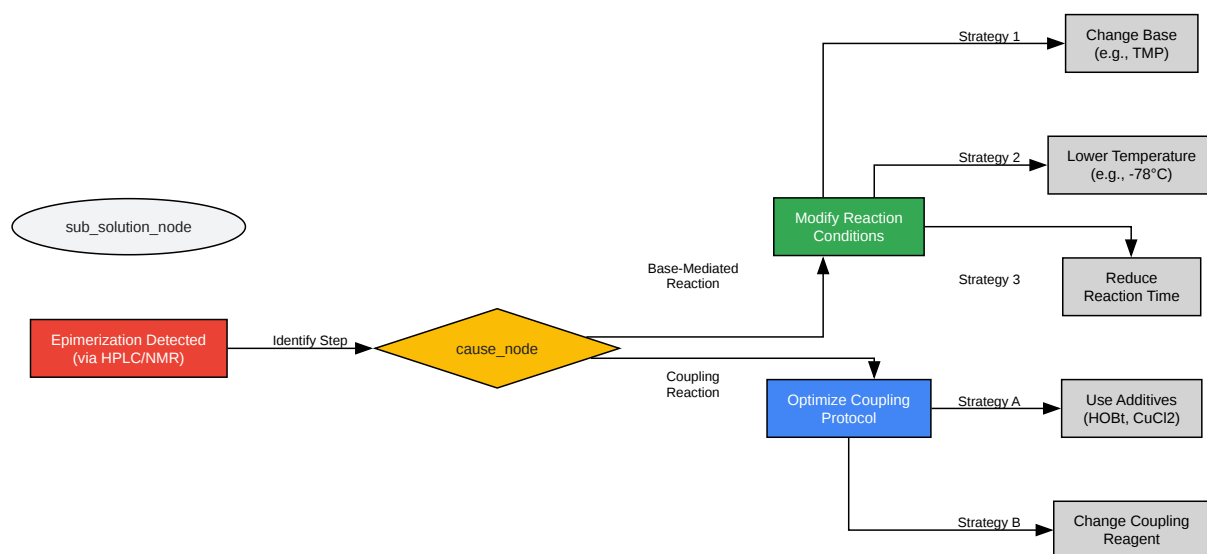 Strategy 1
Change Base
(e.g., TMP)
Strategy 2
Lower Temperature
(e.g., -78°C)
sub_solution_node
Modify Reaction
Conditions
Base-Mediated
Reaction
Strategy 3
Reduce
Reaction Time
Epimerization Detected
(via HPLC/NMR)
Identify Step
cause_node
Coupling
Reaction
Optimize Coupling
Protocol
Strategy A
Use Additives
(HOBt, CuCl2)
Strategy B
Change Coupling
Reagent